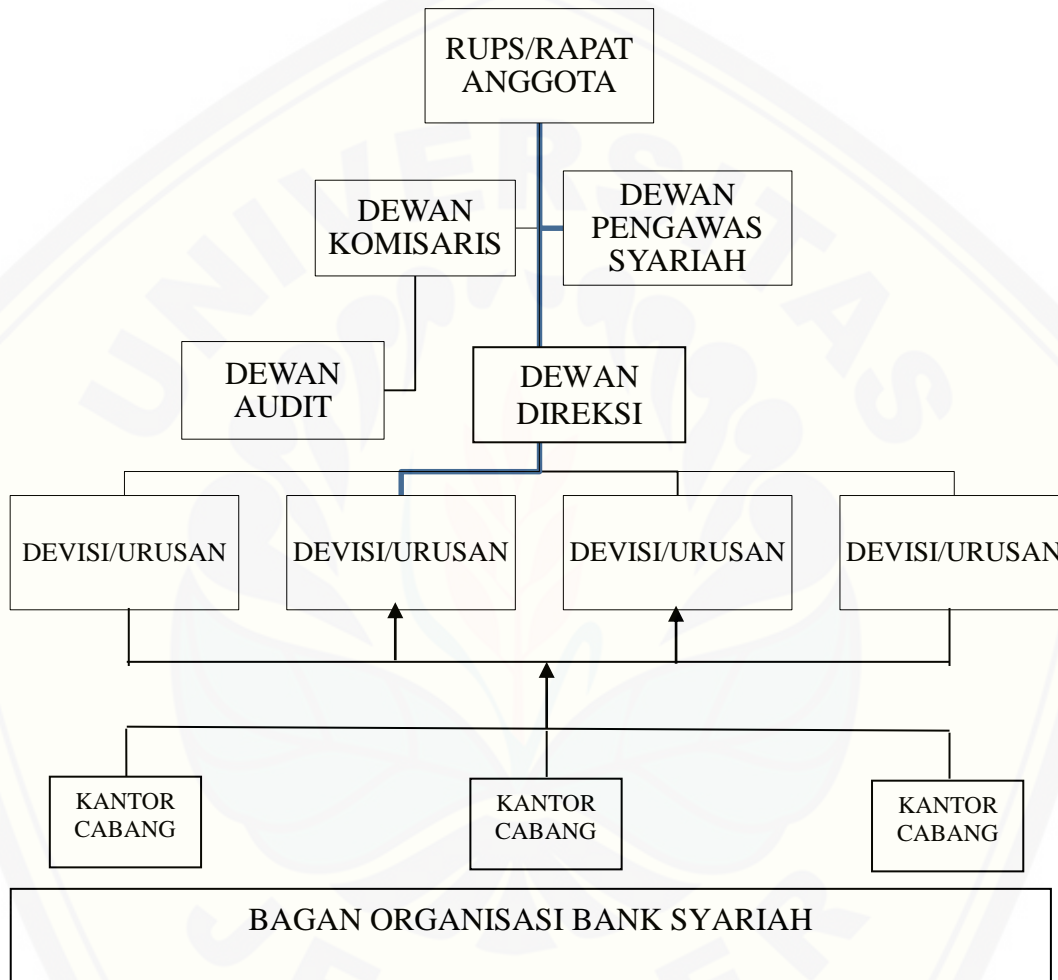 RUPS/RAPAT
ANGGOTA
DEWAN
KOMISARIS
DEWAN
PENGAWAS
SYARIAH
DEWAN
AUDIT
DEWAN
DIREKSI
DEVISI/URUSAN
DEVISI/URUSAN
DEVISI/URUSAN
DEVISI/URUSAN
KANTOR
CABANG
KANTOR
CABANG
KANTOR
CABANG
BAGAN ORGANISASI BANK SYARIAH
UNIVERSITAS